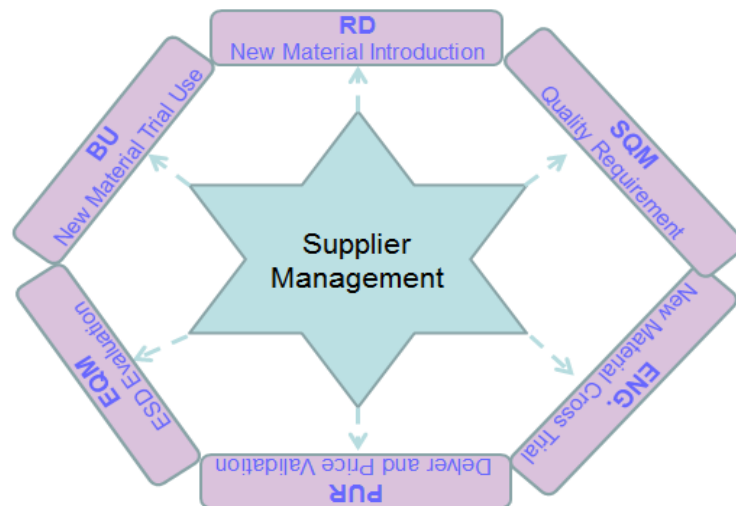 RD
New Material Introduction
SQM
Quality Requirement
ENG.
New Material Cross Trial
PUR
Delver and Price Validation
EQM
ESD Evaluation
BU
New Material Trial Use
Supplier
Management